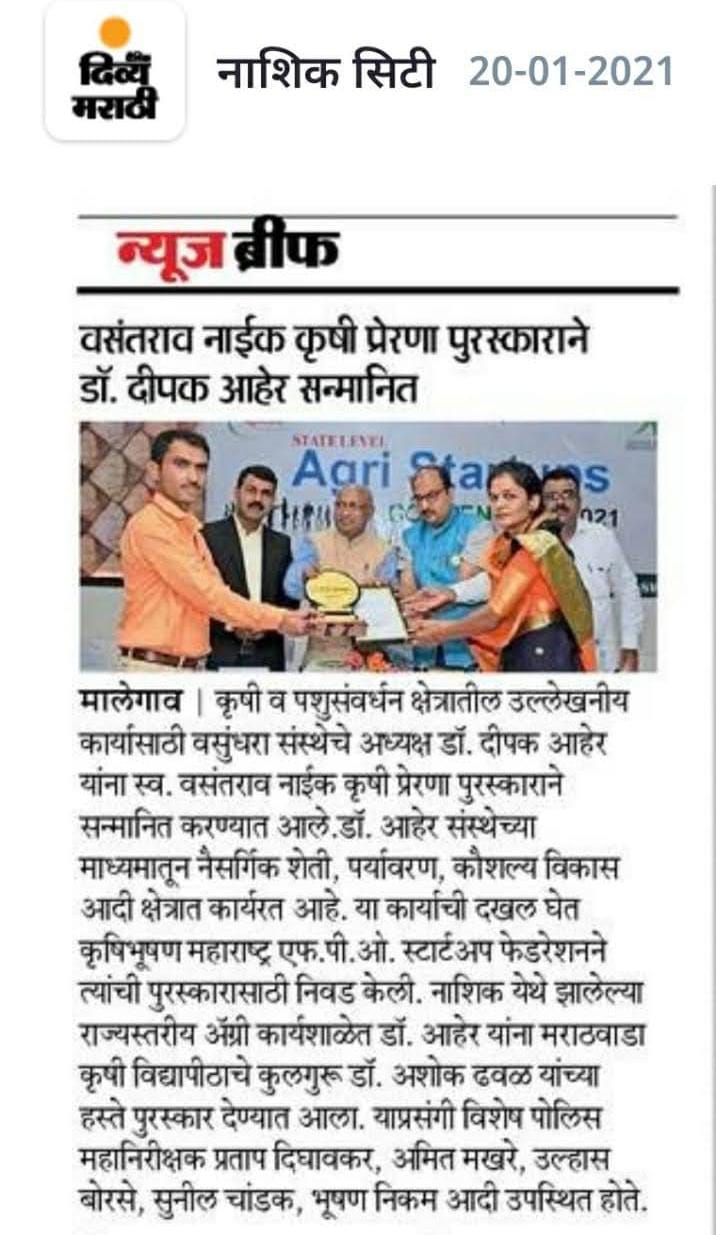 दिव्य
मराठी
नाशिक सिटी 20-01-2021
न्यूज ब्रीफ
वसंतराव नाईक कृषी प्रेरणा पुरस्काराने
डॉ. दीपक आहेर सन्मानित
STATE LEVEL
Agri Startups
2021
मालेगाव | कृषी व पशुसंवर्धन क्षेत्रातील उल्लेखनीय
कार्यासाठी वसुंधरा संस्थेचे अध्यक्ष डॉ. दीपक आहेर
यांना स्व. वसंतराव नाईक कृषी प्रेरणा पुरस्काराने
सन्मानित करण्यात आले.डॉ. आहेर संस्थेच्या
माध्यमातून नैसर्गिक शेती, पर्यावरण, कौशल्य विकास
आदी क्षेत्रात कार्यरत आहे. या कार्याची दखल घेत
कृषिभूषण महाराष्ट्र एफ.पी.ओ. स्टार्टअप फेडरेशनने
त्यांची पुरस्कारासाठी निवड केली. नाशिक येथे झालेल्या
राज्यस्तरीय अ‍ॅग्री कार्यशाळेत डॉ. आहेर यांना मराठवाडा
कृषी विद्यापीठाचे कुलगुरू डॉ. अशोक ढवळ यांच्या
हस्ते पुरस्कार देण्यात आला. याप्रसंगी विशेष पोलिस
महानिरीक्षक प्रताप दिघावकर, अमित मखरे, उल्हास
बोरसे, सुनील चांडक, भूषण निकम आदी उपस्थित होते.